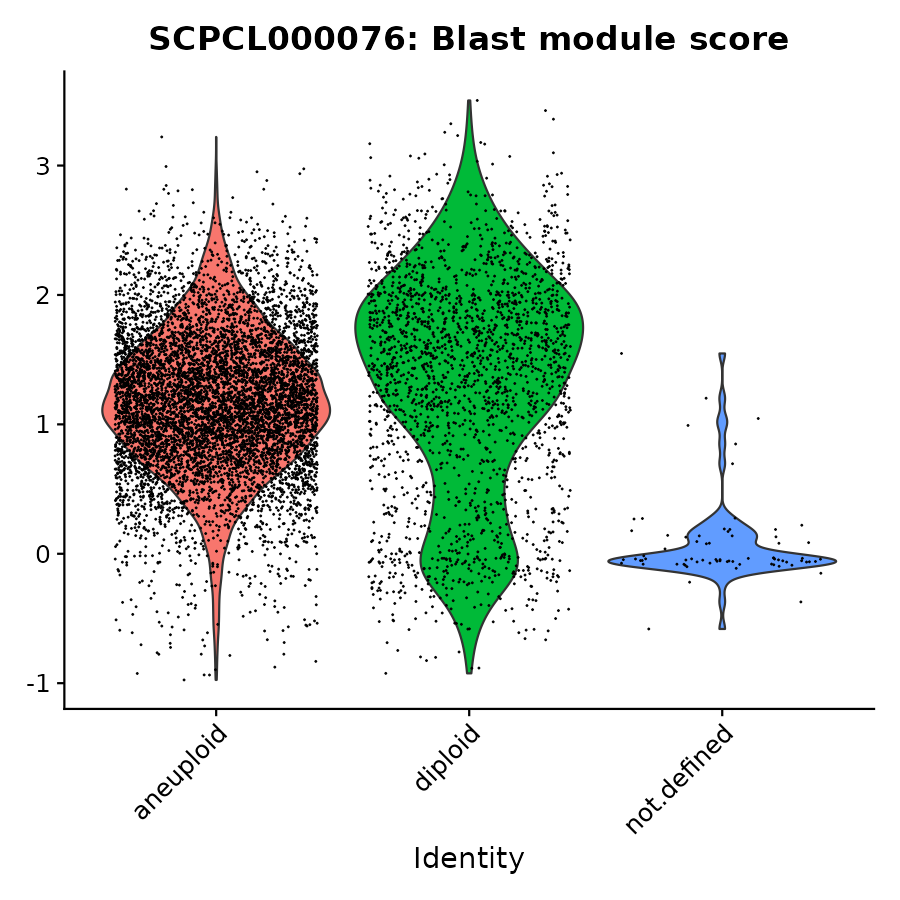 SCPCL000076: Blast module score
3
2
1
0
-1
aneuploid
diploid
not.defined
Identity